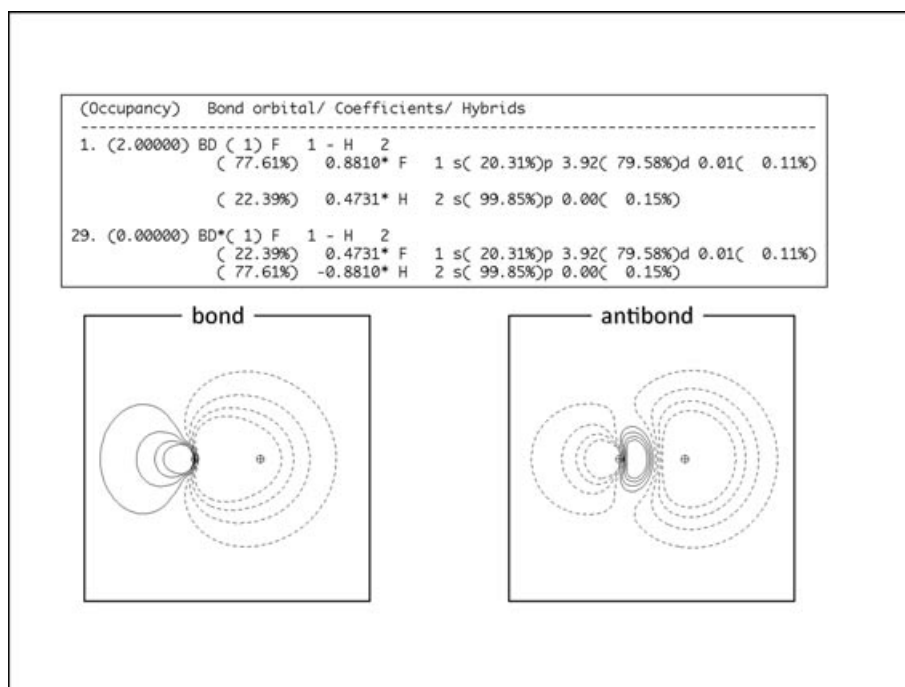 (Occupancy)   Bond orbital/ Coefficients/ Hybrids
---------------------------------------------------------------------------------
1. (2.00000) BD ( 1) F   1 - H   2
( 77.61%)   0.8810* F   1 s( 20.31%)p 3.92( 79.58%)d 0.01(  0.11%)
( 22.39%)   0.4731* H   2 s( 99.85%)p 0.00(  0.15%)
29. (0.00000) BD*( 1) F   1 - H   2
( 22.39%)   0.4731* F   1 s( 20.31%)p 3.92( 79.58%)d 0.01(  0.11%)
( 77.61%)  -0.8810* H   2 s( 99.85%)p 0.00(  0.15%)
bond
antibond